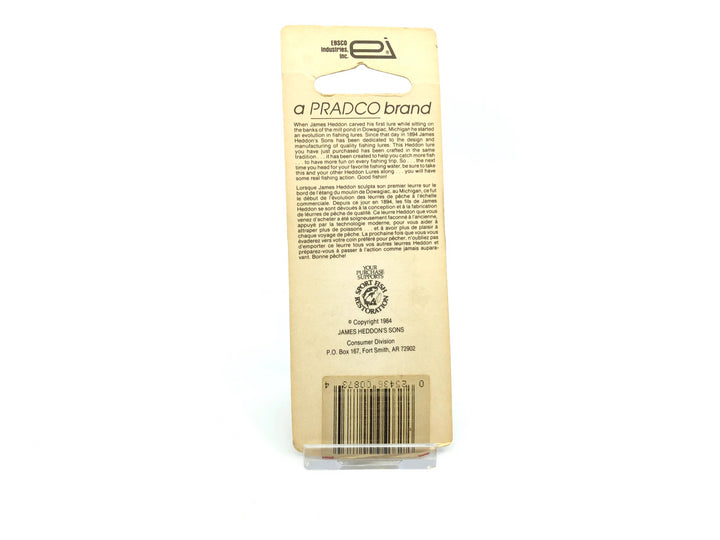 EBSCO
Industries,
Inc.
ei
®
a PRADCO brand
When James Heddon carved his first lure while sitting on
the banks of the mill pond in Dowagiac, Michigan he started
an evolution in fishing lures. Since that day in 1894 James
Heddon's Sons has been dedicated to the design and
manufacturing of quality fishing lures. This Heddon lure
you have just purchased has been crafted in the same
tradition . . . it has been created to help you catch more fish
. . . to have more fun on every fishing trip. So . . . the next
time you head for your favorite fishing water, be sure to take
this and your other Heddon Lures along . . . you will have
some real fishing action. Good fishin!
Lorsque James Heddon sculpta son premier leurre sur le
bord de l'étang du moulin de Dowagiac, au Michigan, ce fut
le début de l'évolution des leurres de pêche à l'échelle
commerciale. Depuis ce jour en 1894, les fils de James
Heddon se sont dévoués à la conception et à la fabrication
de leurres de pêche de qualité. Ce leurre Heddon que vous
venez d'acheter a été soigneusement façonné à l'ancienne,
appuyé par la technologie moderne, pour vous aider à
attraper plus de poissons . . . et à avoir plus de plaisir à
chaque voyage de pêche. La prochaine fois que vous vous
évaderez vers votre coin préféré pour pêcher, n'oubliez pas
d'emporter ce leurre tous vos autres leurres Heddon et
préparez-vous à passer à l'action comme jamais aupara-
vant. Bonne pêche!
YOUR
PURCHASE
SUPPORTS
SPORT FISH
RESTORATION
© Copyright 1984
JAMES HEDDON'S SONS
Consumer Division
P.O. Box 167, Fort Smith, AR 72902
0 25436 00873 4